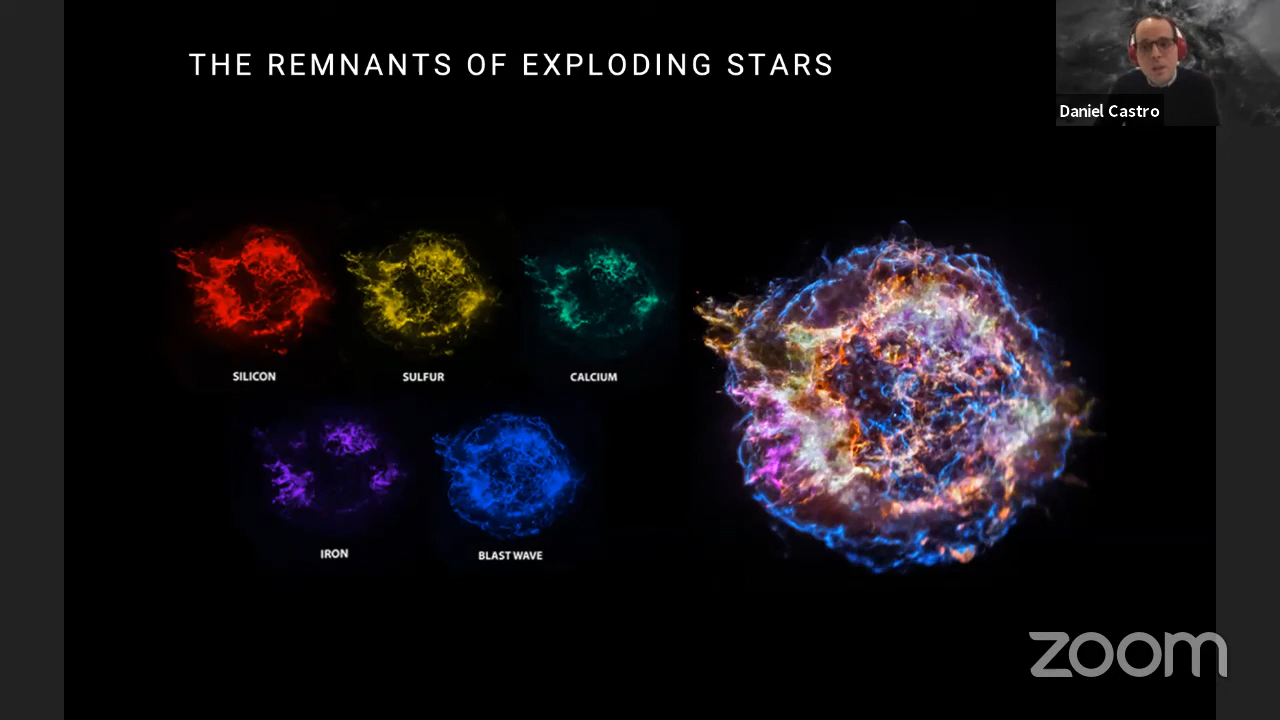 THE REMNANTS OF EXPLODING STARS
Daniel Castro
SILICON
SULFUR
CALCIUM
IRON
BLAST WAVE
zoom